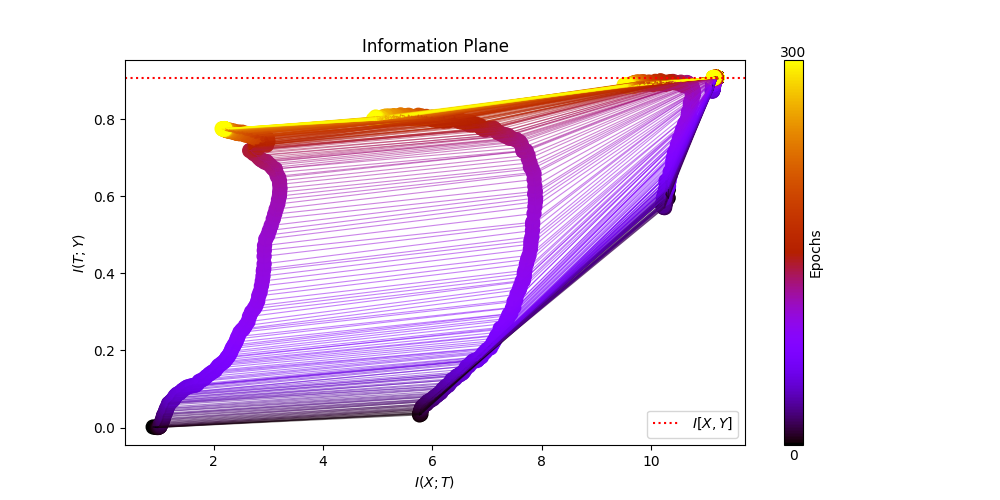 Information Plane
300
0.8
0.6
0.4
0.2
0.0
I(T; Y)
2
4
6
8
10
I(X; T)
I[X, Y]
Epochs
0